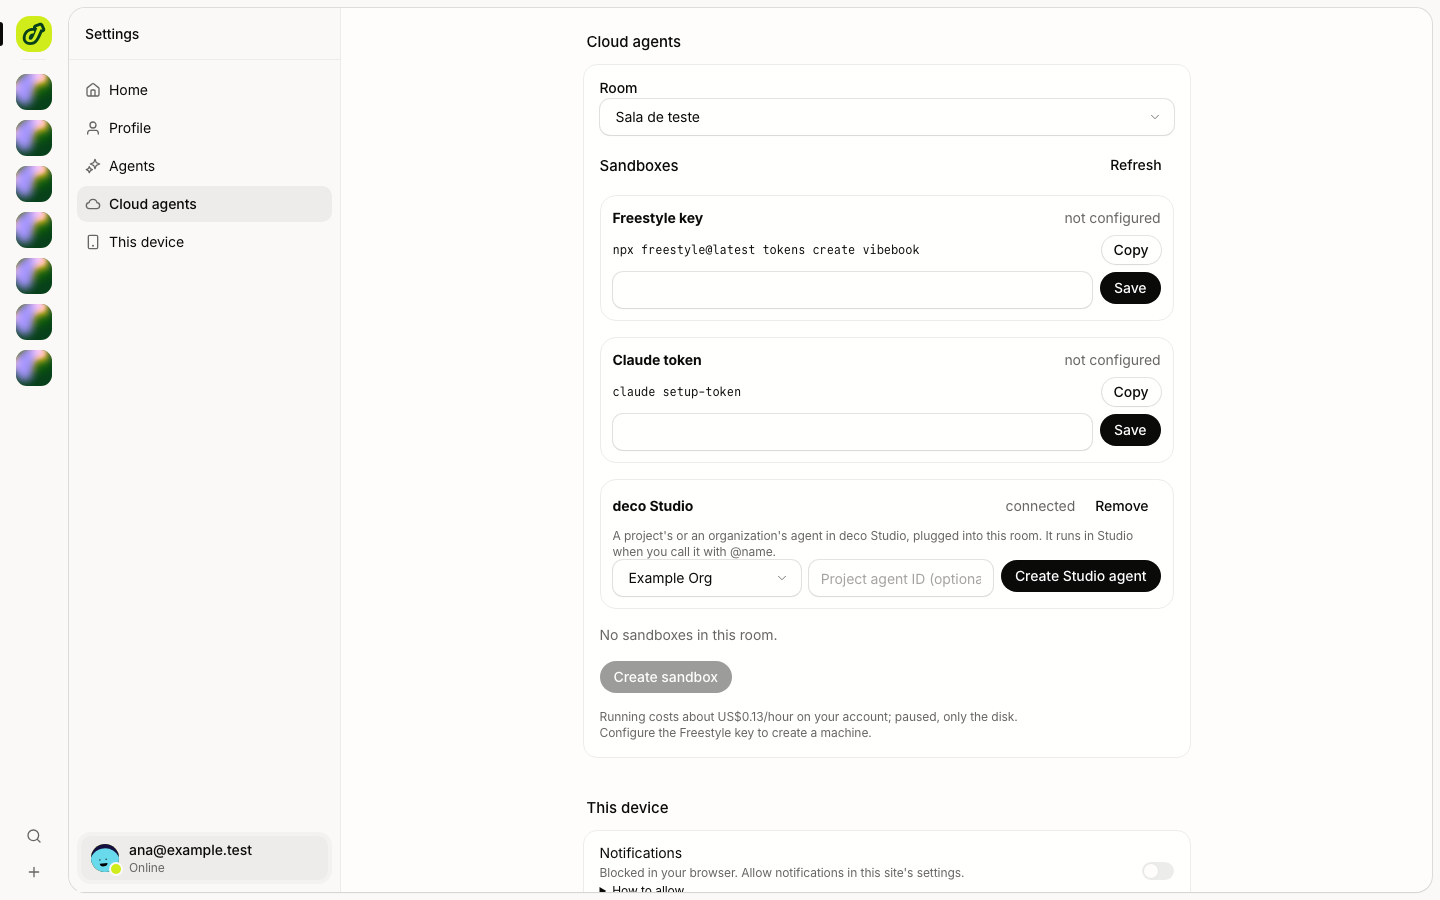 Settings
Home
Profile
Agents
Cloud agents
This device
ana@example.test
Online
Cloud agents
Room
Sala de teste
Sandboxes
Refresh
Freestyle key
not configured
npx freestyle@latest tokens create vibebook
Copy
Save
Claude token
not configured
claude setup-token
Copy
Save
deco Studio
connected
Remove
A project's or an organization's agent in deco Studio, plugged into this room. It runs in Studio
when you call it with @name.
Example Org
Project agent ID (optiona
Create Studio agent
No sandboxes in this room.
Create sandbox
Running costs about US$0.13/hour on your account; paused, only the disk.
Configure the Freestyle key to create a machine.
This device
Notifications
Blocked in your browser. Allow notifications in this site's settings.
How to allow